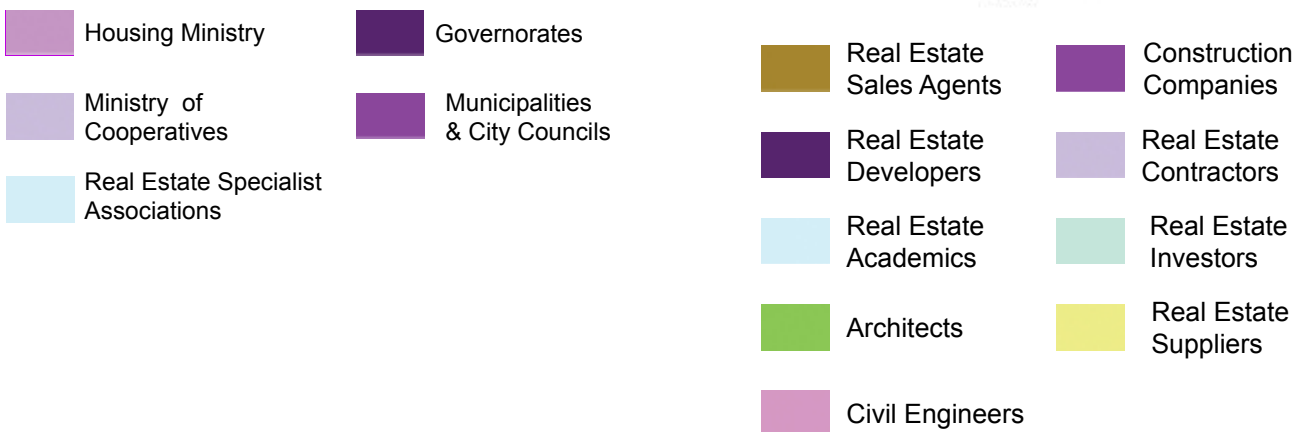 Housing Ministry
Governorates
Ministry of
Cooperatives
Municipalities
& City Councils
Real Estate Specialist
Associations
Real Estate
Sales Agents
Construction
Companies
Real Estate
Developers
Real Estate
Contractors
Real Estate
Academics
Real Estate
Investors
Architects
Real Estate
Suppliers
Civil Engineers